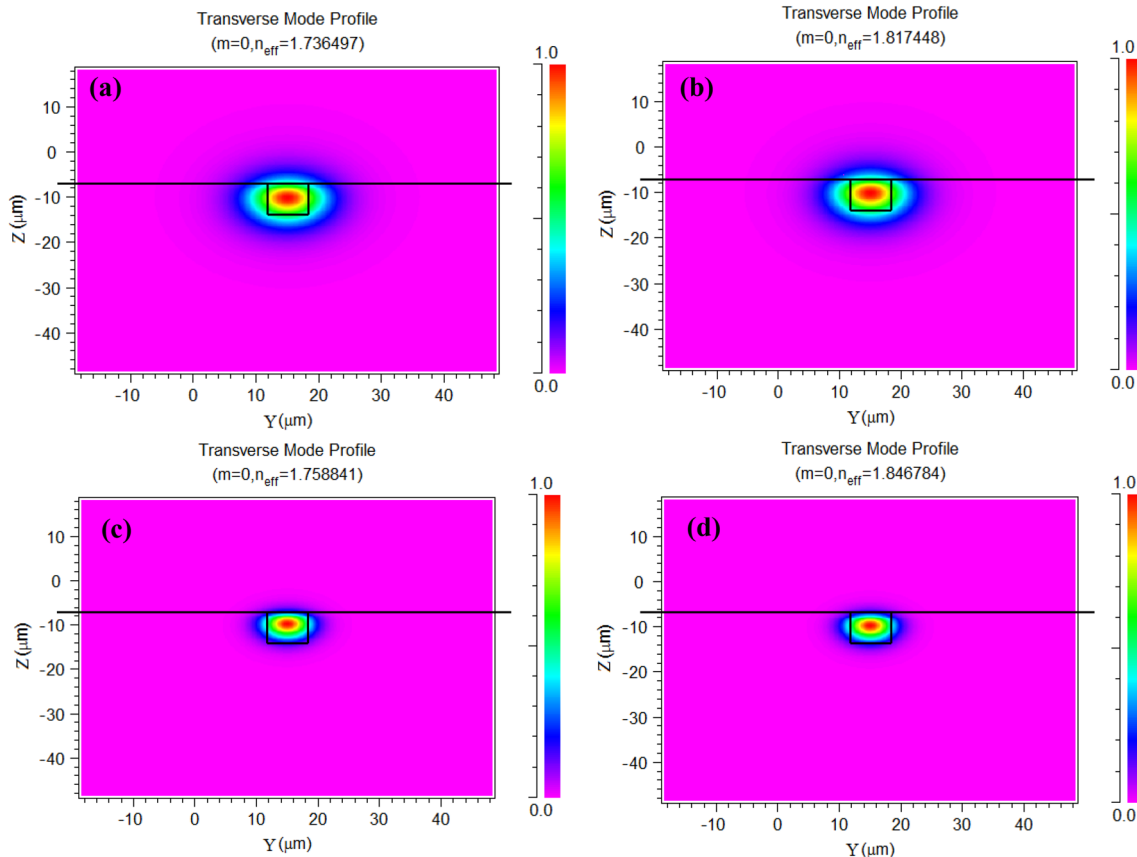 Transverse Mode Profile
(m=0,neff=1.736497)
1.0
(a)
10
0
-10
-20
-30
-40
Z (μm)
-10
0
10
20
30
40
Y(μm)
0.0
Transverse Mode Profile
(m=0,neff=1.817448)
1.0
(b)
10
0
-10
-20
-30
-40
Z (μm)
-10
0
10
20
30
40
Y(μm)
0.0
Transverse Mode Profile
(m=0,neff=1.758841)
1.0
(c)
10
0
-10
-20
-30
-40
Z (μm)
-10
0
10
20
30
40
Y(μm)
0.0
Transverse Mode Profile
(m=0,neff=1.846784)
1.0
(d)
10
0
-10
-20
-30
-40
Z (μm)
-10
0
10
20
30
40
Y(μm)
0.0